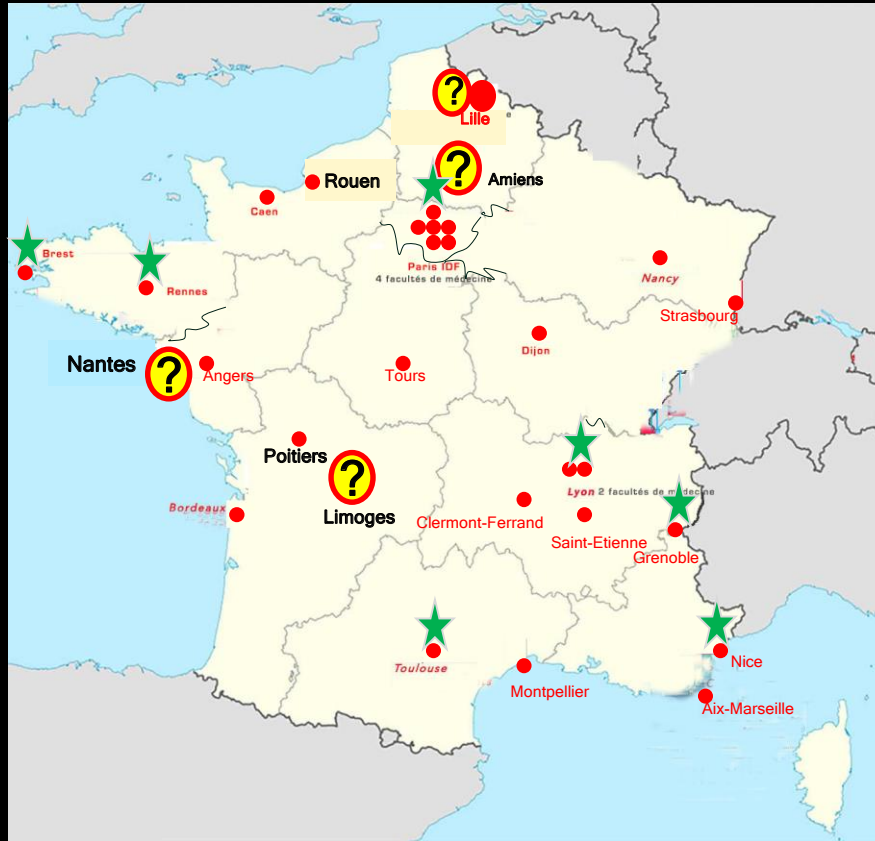 ?
Lille
?
Amiens
Rouen
Caen
Paris IDF
4 facultés de médecine
Brest
Rennes
Nancy
Strasbourg
Nantes
?
Angers
Tours
Dijon
Poitiers
?
Limoges
Bordeaux
Clermont-Ferrand
Lyon 2 facultés de médecine
Saint-Etienne
Grenoble
Toulouse
Montpellier
Nice
Aix-Marseille